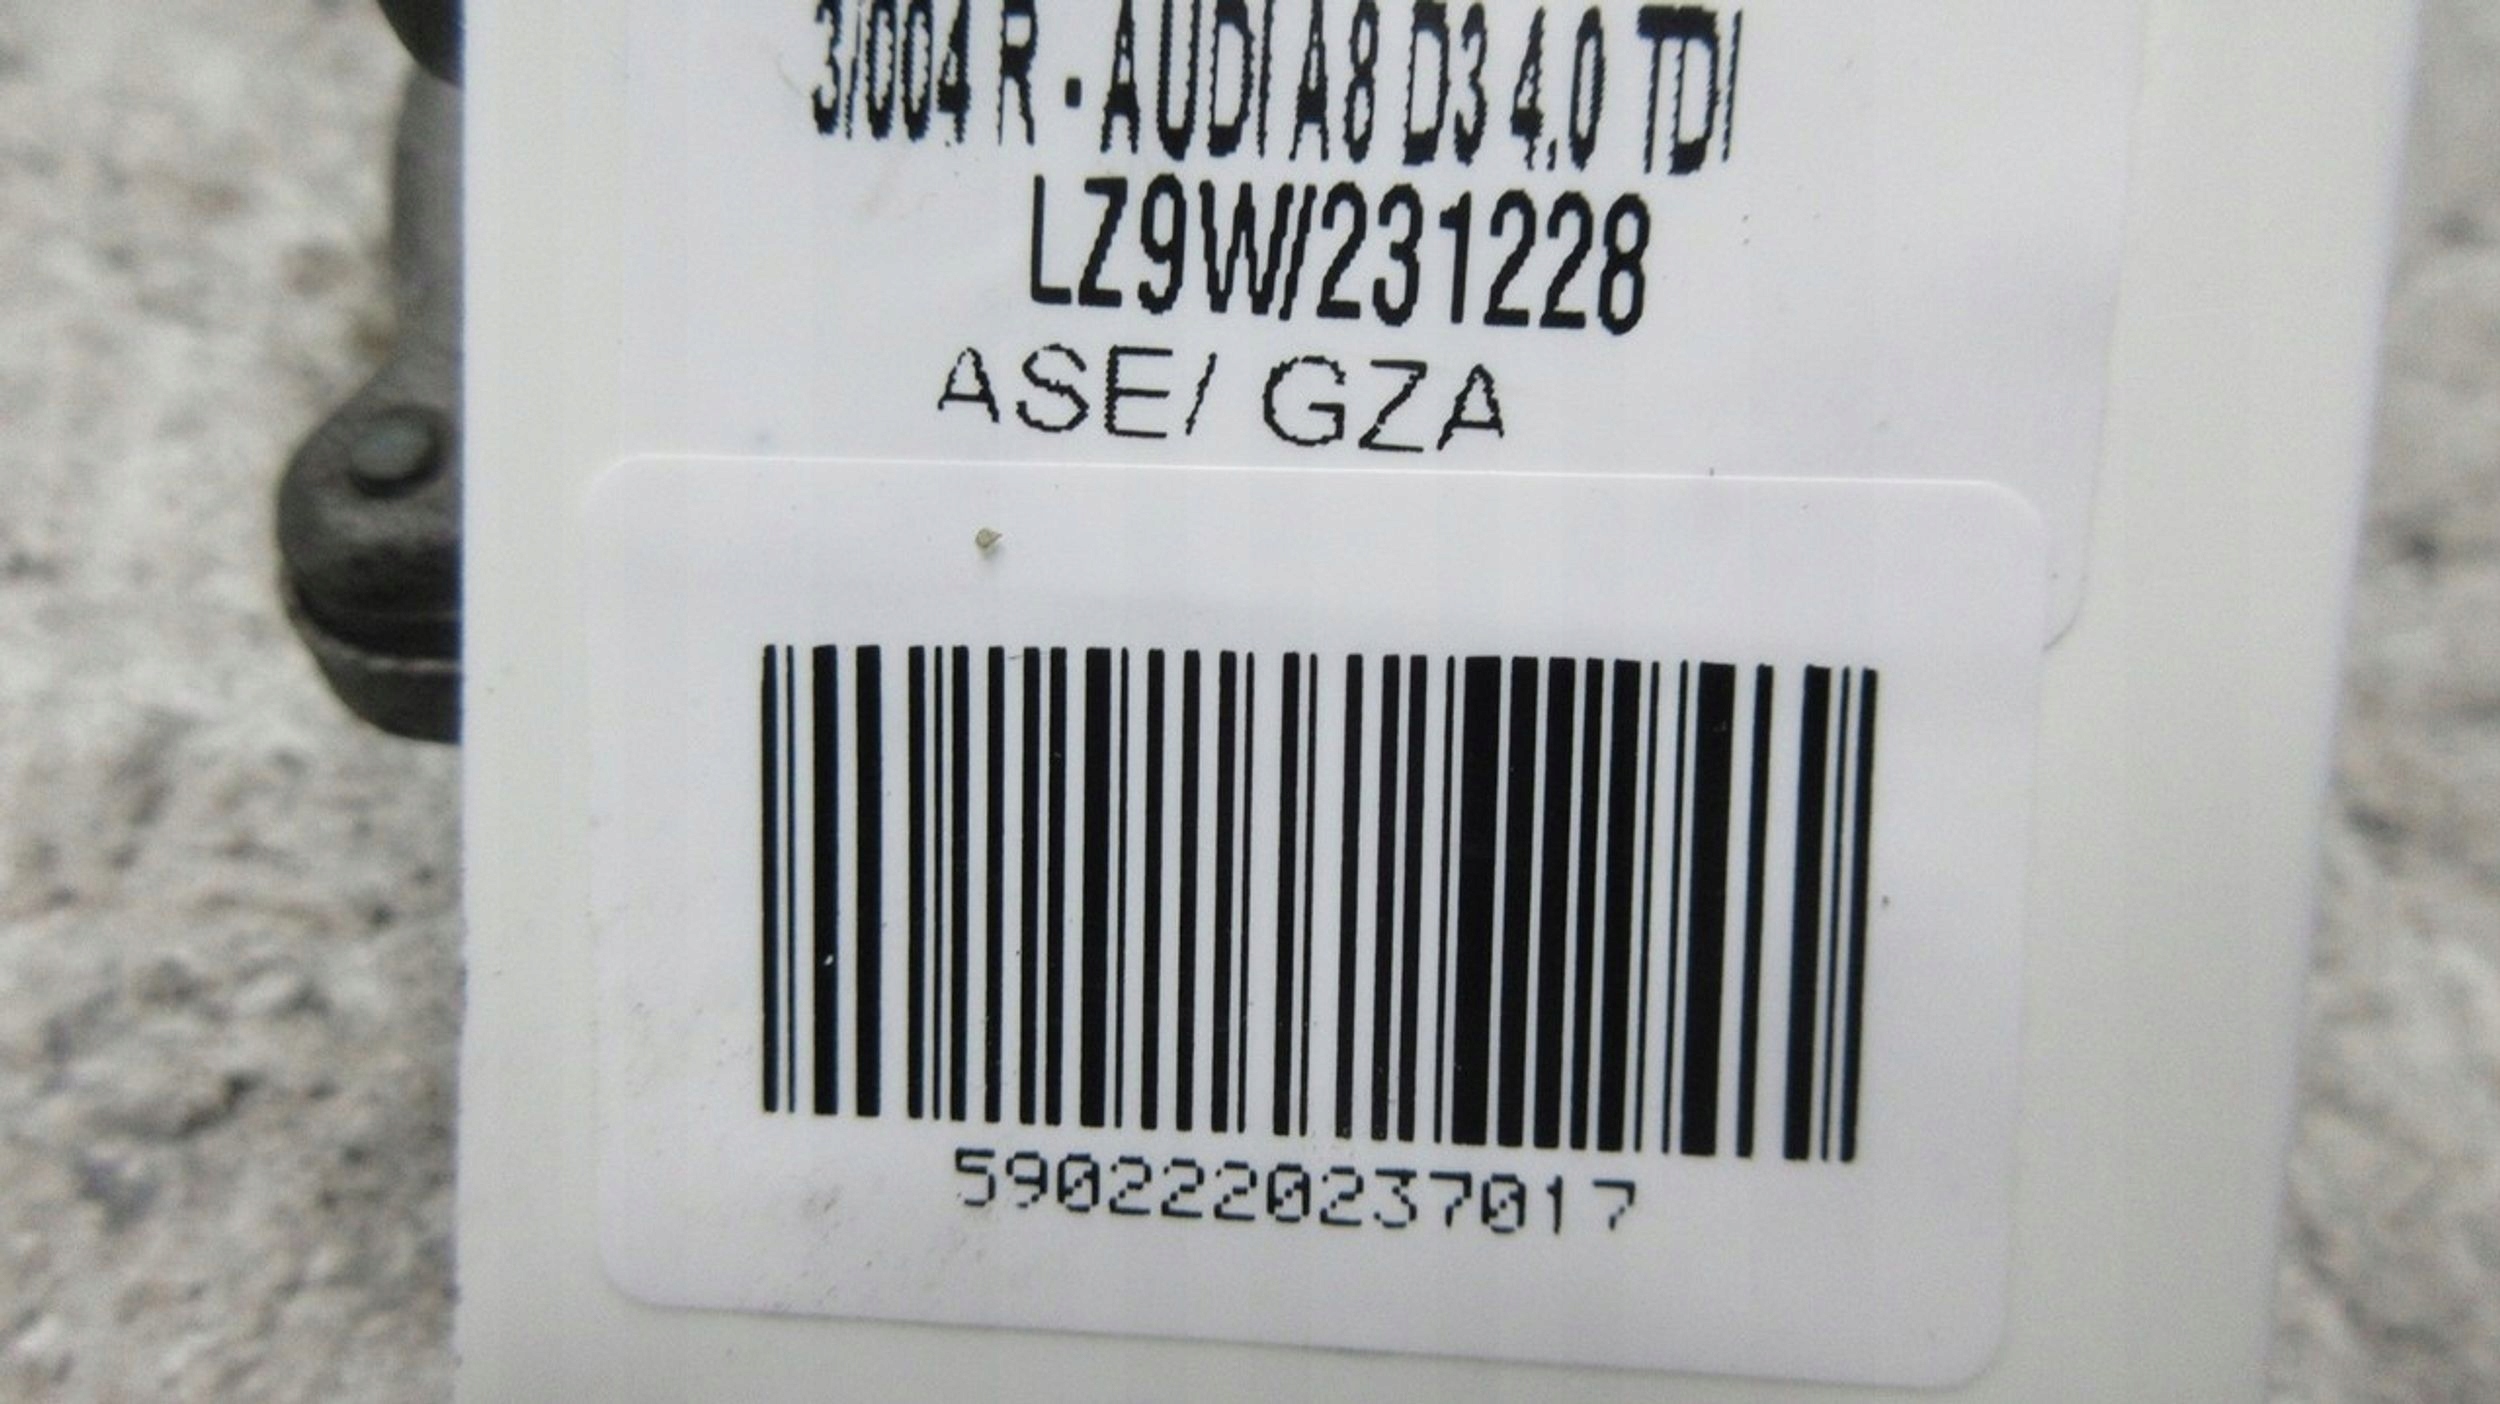 3/004 R - AUDI A8 D3 4.0 TDI
LZ9W/231228
ASE/ GZA
5902220237017